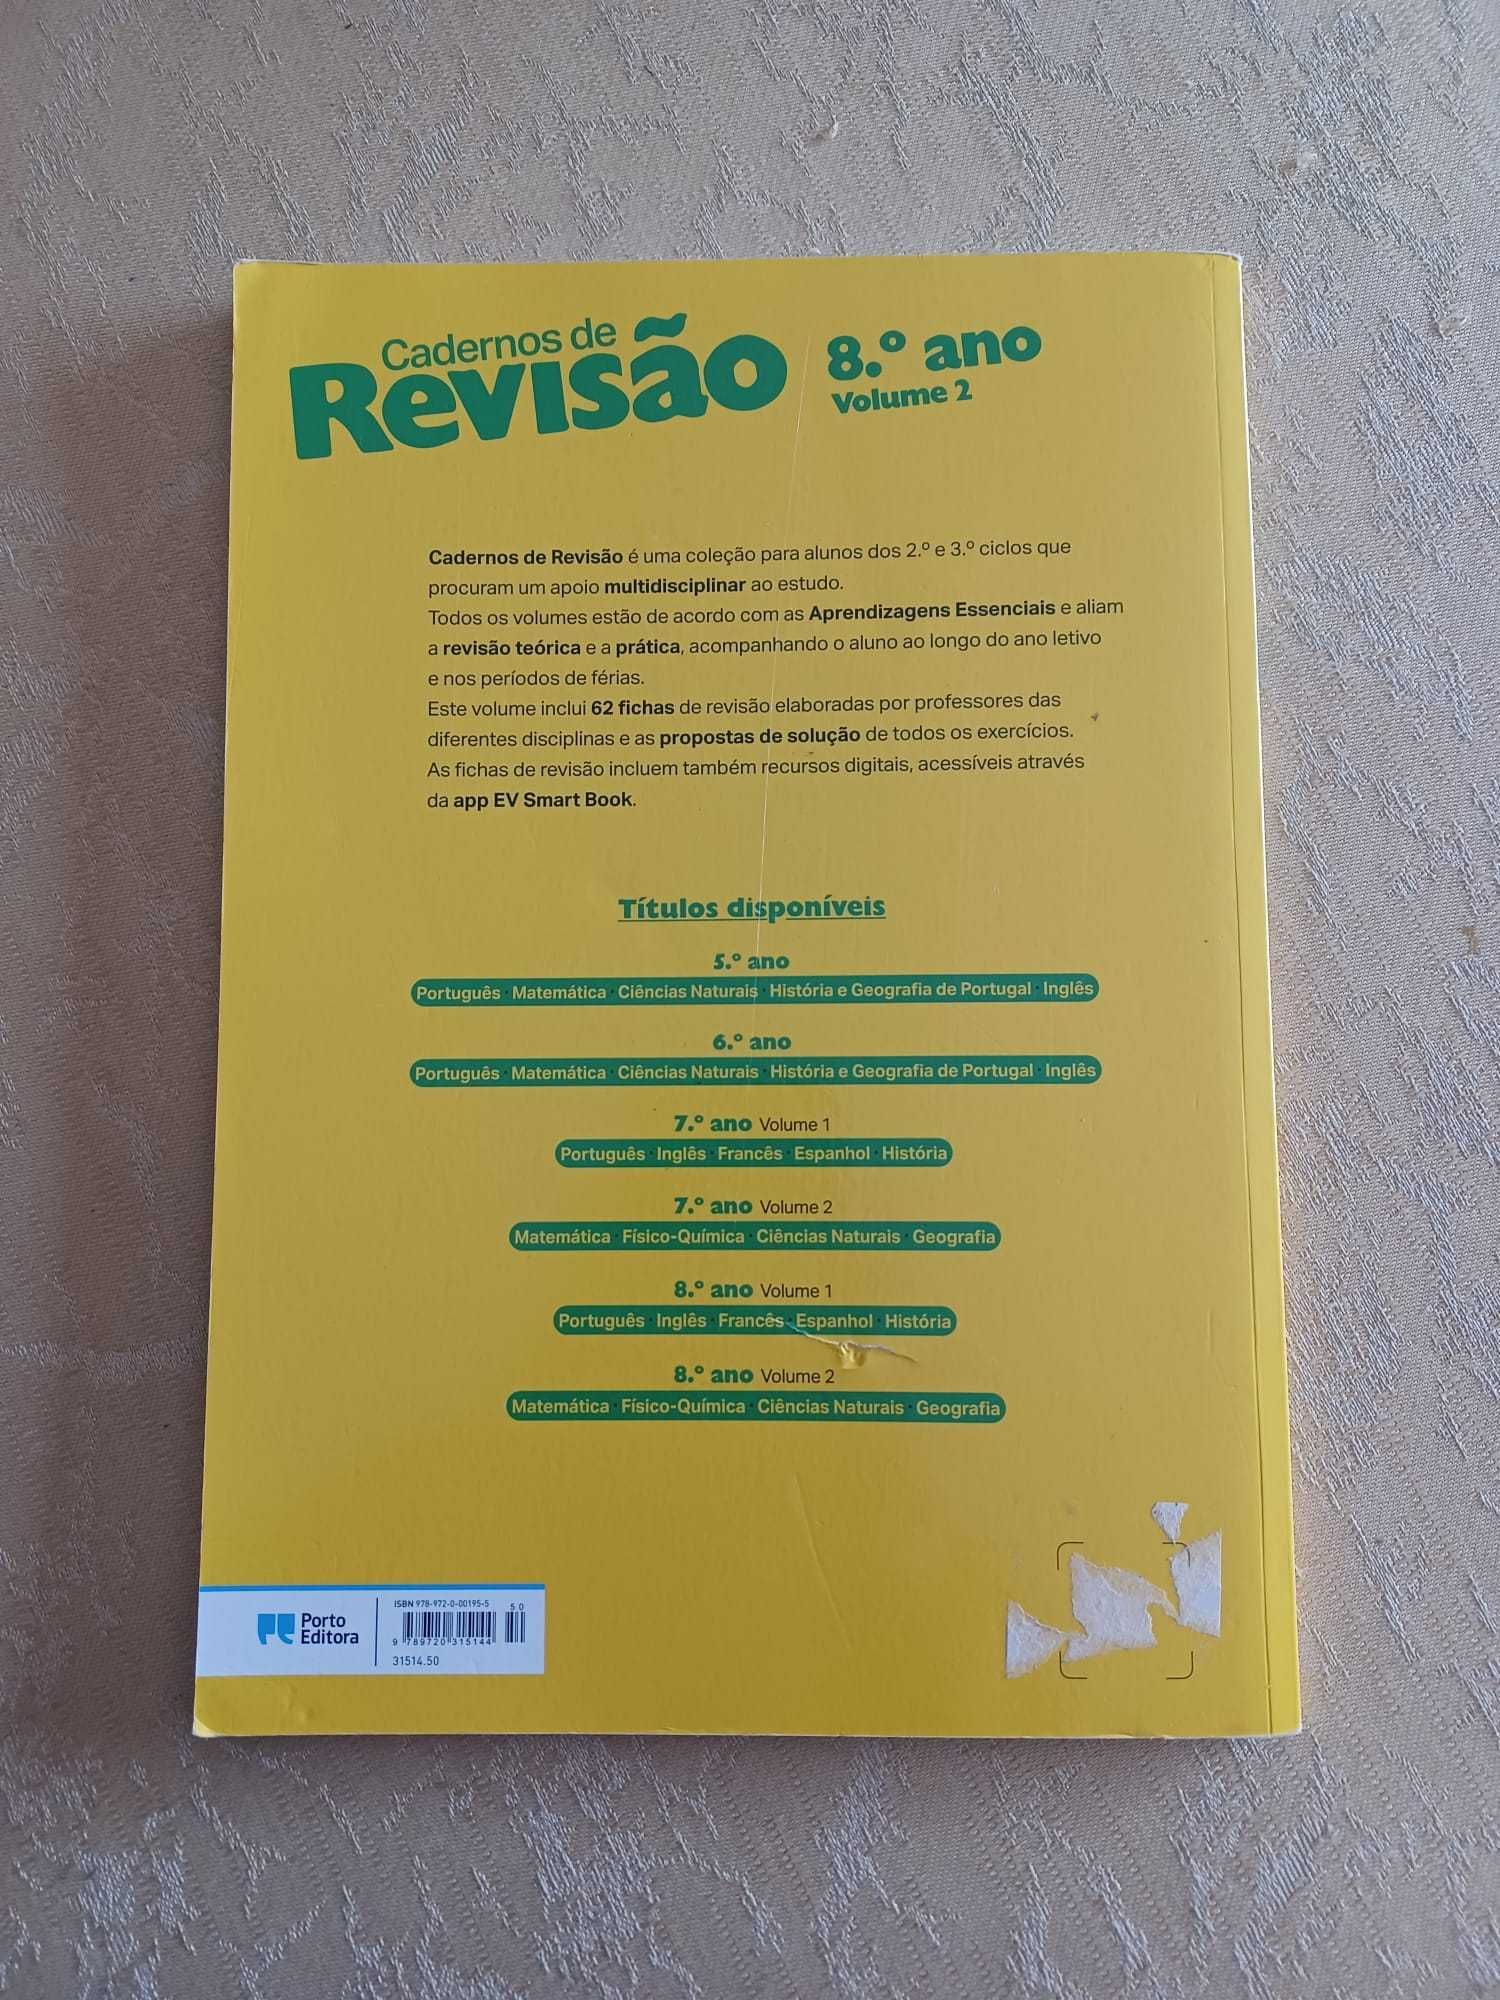 Cadernos de
Revisão
8.º ano
Volume 2
Cadernos de Revisão é uma coleção para alunos dos 2.º e 3.º ciclos que
procuram um apoio multidisciplinar ao estudo.
Todos os volumes estão de acordo com as Aprendizagens Essenciais e aliam
a revisão teórica e a prática, acompanhando o aluno ao longo do ano letivo
e nos períodos de férias.
Este volume inclui 62 fichas de revisão elaboradas por professores das
diferentes disciplinas e as propostas de solução de todos os exercícios.
As fichas de revisão incluem também recursos digitais, acessíveis através
da app EV Smart Book.
Títulos disponíveis
5.º ano
Português · Matemática · Ciências Naturais · História e Geografia de Portugal · Inglês
6.º ano
Português · Matemática · Ciências Naturais · História e Geografia de Portugal · Inglês
7.º ano Volume 1
Português · Inglês · Francês · Espanhol · História
7.º ano Volume 2
Matemática · Físico-Química · Ciências Naturais · Geografia
8.º ano Volume 1
Português · Inglês · Francês · Espanhol · História
8.º ano Volume 2
Matemática · Físico-Química · Ciências Naturais · Geografia
Porto
Editora
ISBN 978-972-0-00195-5
50
9 789720 315144
31514.50